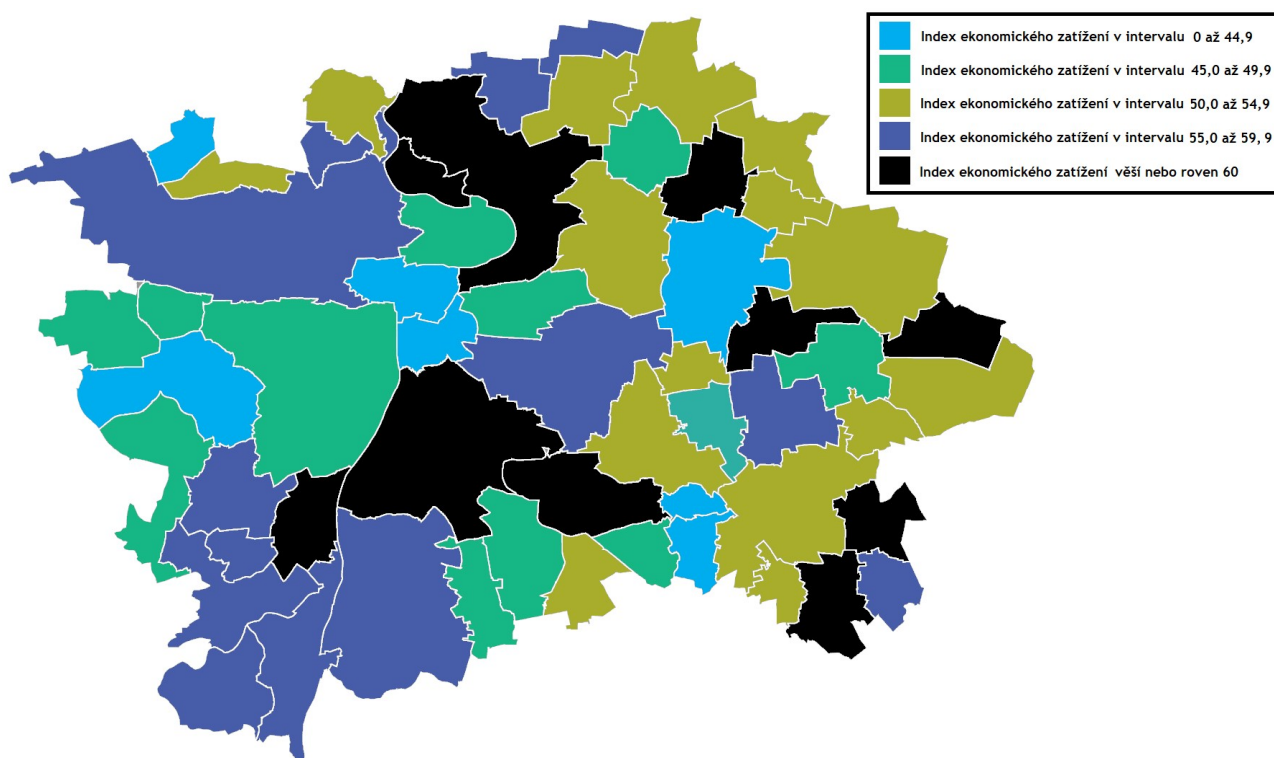 Index ekonomického zatížení v intervalu 0 až 44,9
Index ekonomického zatížení v intervalu 45,0 až 49,9
Index ekonomického zatížení v intervalu 50,0 až 54,9
Index ekonomického zatížení v intervalu 55,0 až 59, 9
Index ekonomického zatížení věší nebo roven 60